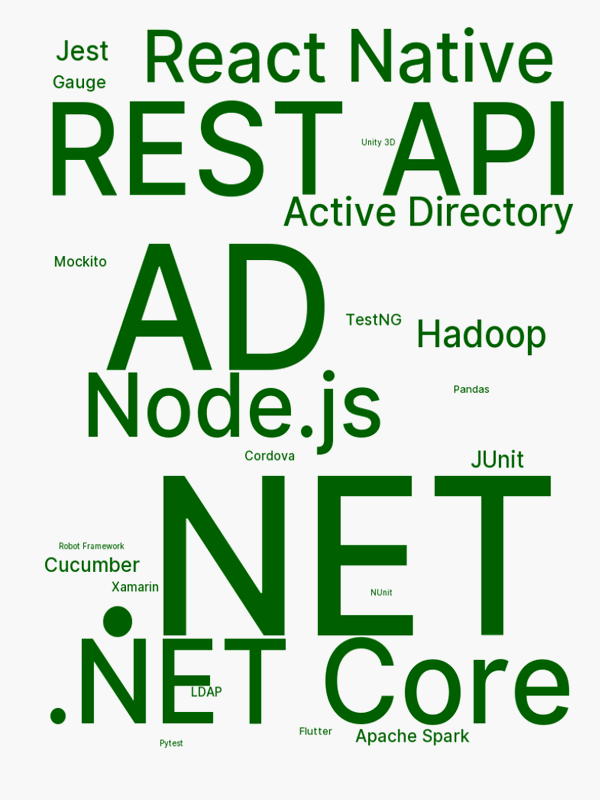 Jest
React Native
Gauge
REST API
Unity 3D
Active Directory
Mockito
AD
TestNG
Hadoop
Node.js
Pandas
Cordova
JUnit
.NET
Robot Framework
Cucumber
Xamarin
NUnit
.NET Core
LDAP
Flutter
Apache Spark
Pytest